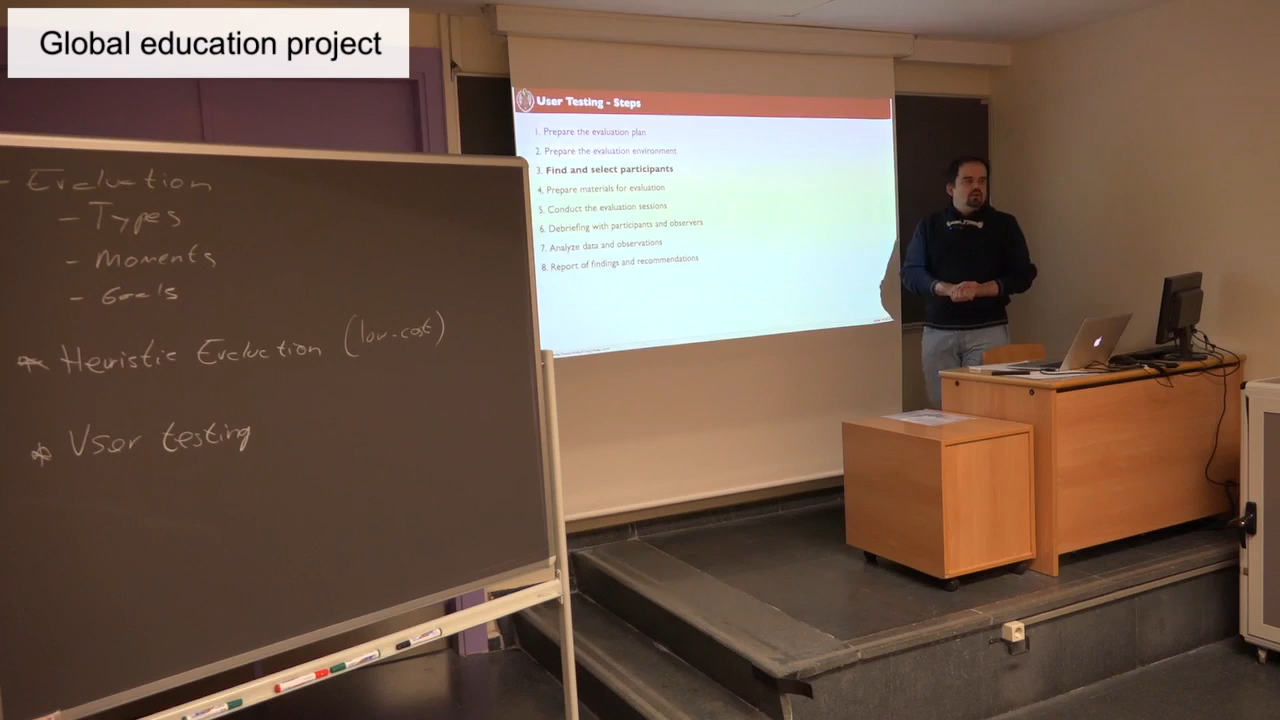 Global education project
- Evaluation
- Types
- Moments
- Goals
* Heuristic Evaluation (low-cost)
* User testing
User Testing - Steps
1. Prepare the evaluation plan
2. Prepare the evaluation environment
3. Find and select participants
4. Prepare materials for evaluation
5. Conduct the evaluation sessions
6. Debriefing with participants and observers
7. Analyze data and observations
8. Report of findings and recommendations